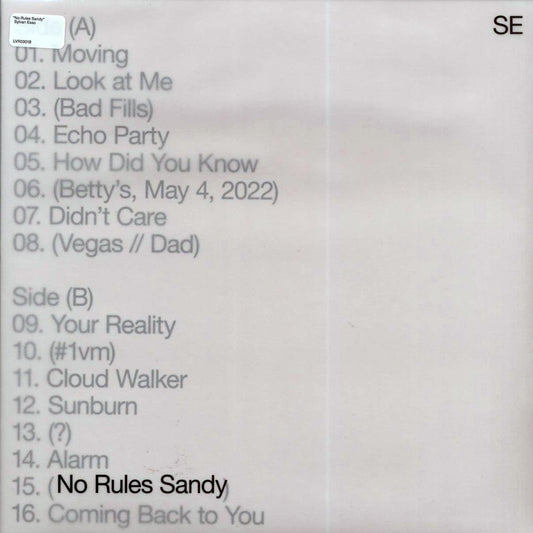 "No Rules Sandy"
Sylvan Esso
LVR03019
(A)
SE
01. Moving
02. Look at Me
03. (Bad Fills)
04. Echo Party
05. How Did You Know
06. (Betty's, May 4, 2022)
07. Didn't Care
08. (Vegas // Dad)
Side (B)
09. Your Reality
10. (#1vm)
11. Cloud Walker
12. Sunburn
13. (?)
14. Alarm
15. (No Rules Sandy)
16. Coming Back to You